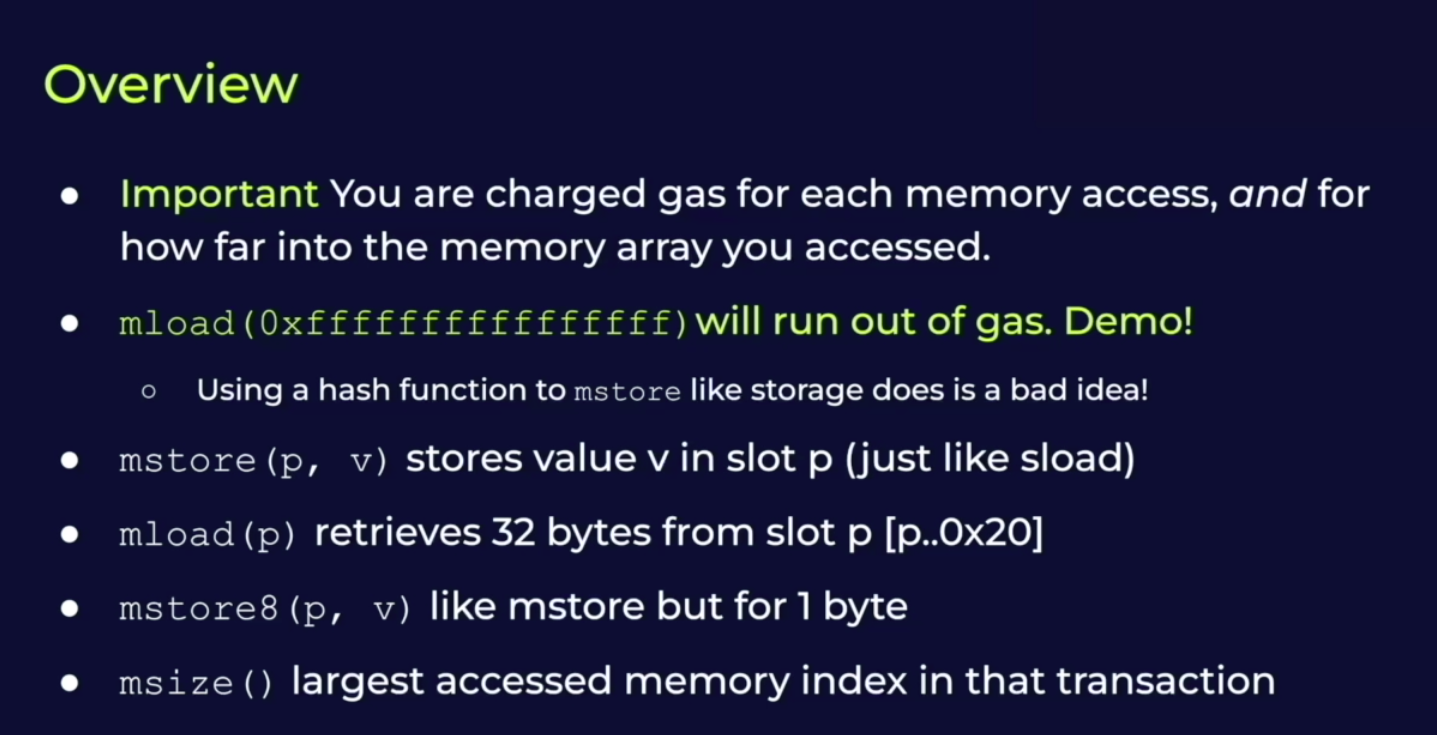 Overview
● Important You are charged gas for each memory access, and for
how far into the memory array you accessed.
● mload(0xffffffffffffffff)will run out of gas. Demo!
○ Using a hash function to mstore like storage does is a bad idea!
● mstore(p, v) stores value v in slot p (just like sload)
● mload(p) retrieves 32 bytes from slot p [p..0x20]
● mstore8(p, v) like mstore but for 1 byte
● msize() largest accessed memory index in that transaction